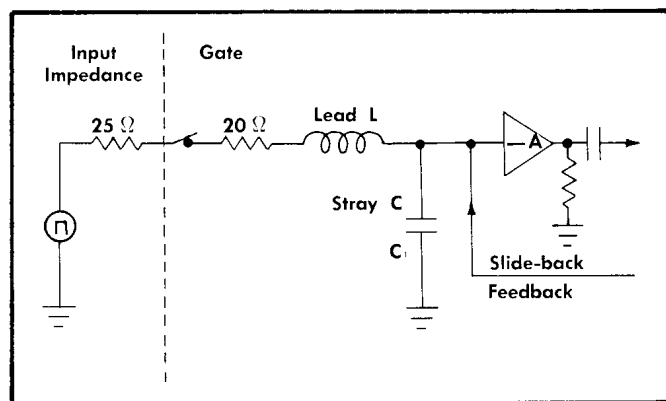 Input
Impedance
Gate
25 Ω
20 Ω
Lead L
–A
Stray C
C₁
Slide-back
Feedback